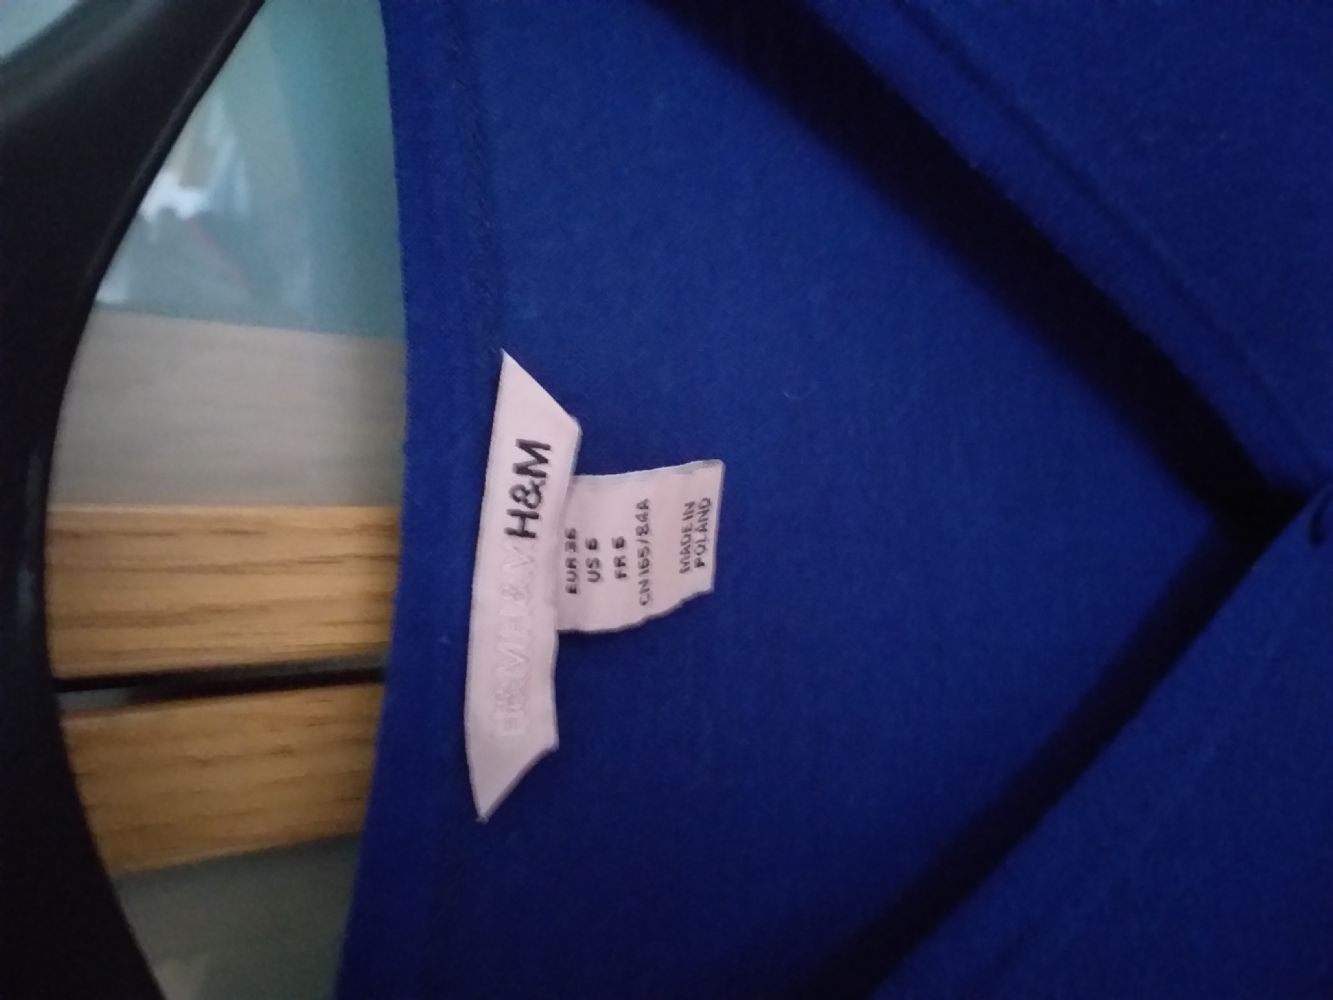 H&M
EUR 36
US 6
FR 6
CN 165/84A
MADE IN
POLAND